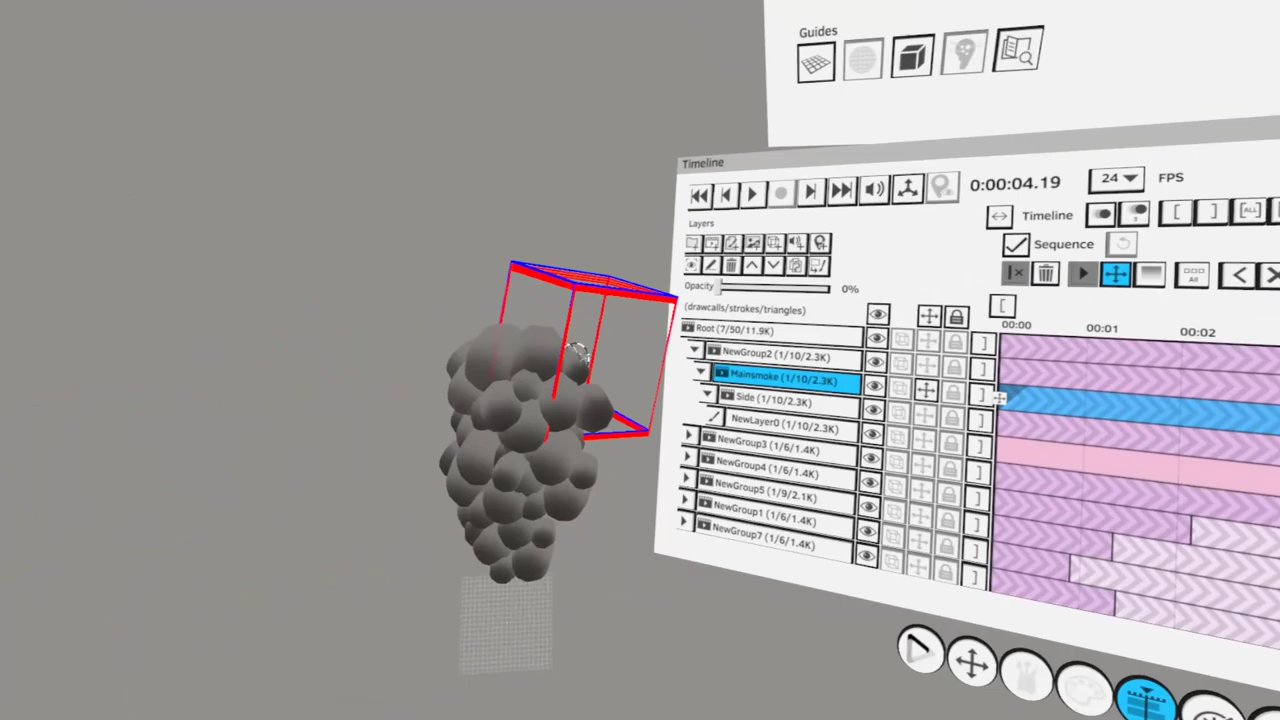 Guides
Timeline
0:00:04.19
24
FPS
Layers
Timeline
3
[
]
[ALL]
Sequence
Opacity
0%
All
(drawcalls/strokes/triangles)
[
00:00
00:01
00:02
Root (7/50/11.9K)
NewGroup2 (1/10/2.3K)
Mainsmoke (1/10/2.3K)
Side (1/10/2.3K)
NewLayer0 (1/10/2.3K)
NewGroup3 (1/6/1.4K)
NewGroup4 (1/6/1.4K)
NewGroup5 (1/9/2.1K)
NewGroup1 (1/6/1.4K)
NewGroup7 (1/6/1.4K)